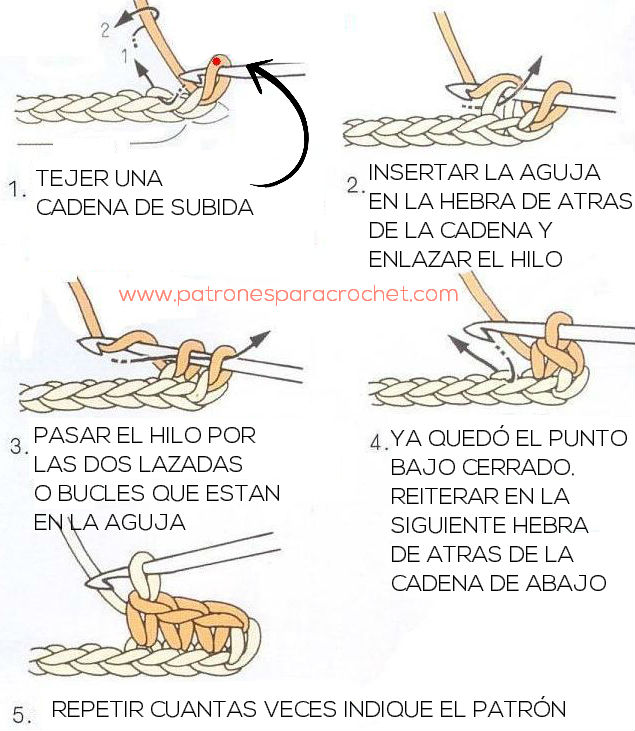 2
1
1. TEJER UNA
CADENA DE SUBIDA
2. INSERTAR LA AGUJA
EN LA HEBRA DE ATRAS
DE LA CADENA Y
ENLAZAR EL HILO
www.patronesparacrochet.com
3. PASAR EL HILO POR
LAS DOS LAZADAS
O BUCLES QUE ESTAN
EN LA AGUJA
4. YA QUEDÓ EL PUNTO
BAJO CERRADO.
REITERAR EN LA
SIGUIENTE HEBRA
DE ATRAS DE LA
CADENA DE ABAJO
5. REPETIR CUANTAS VECES INDIQUE EL PATRÓN